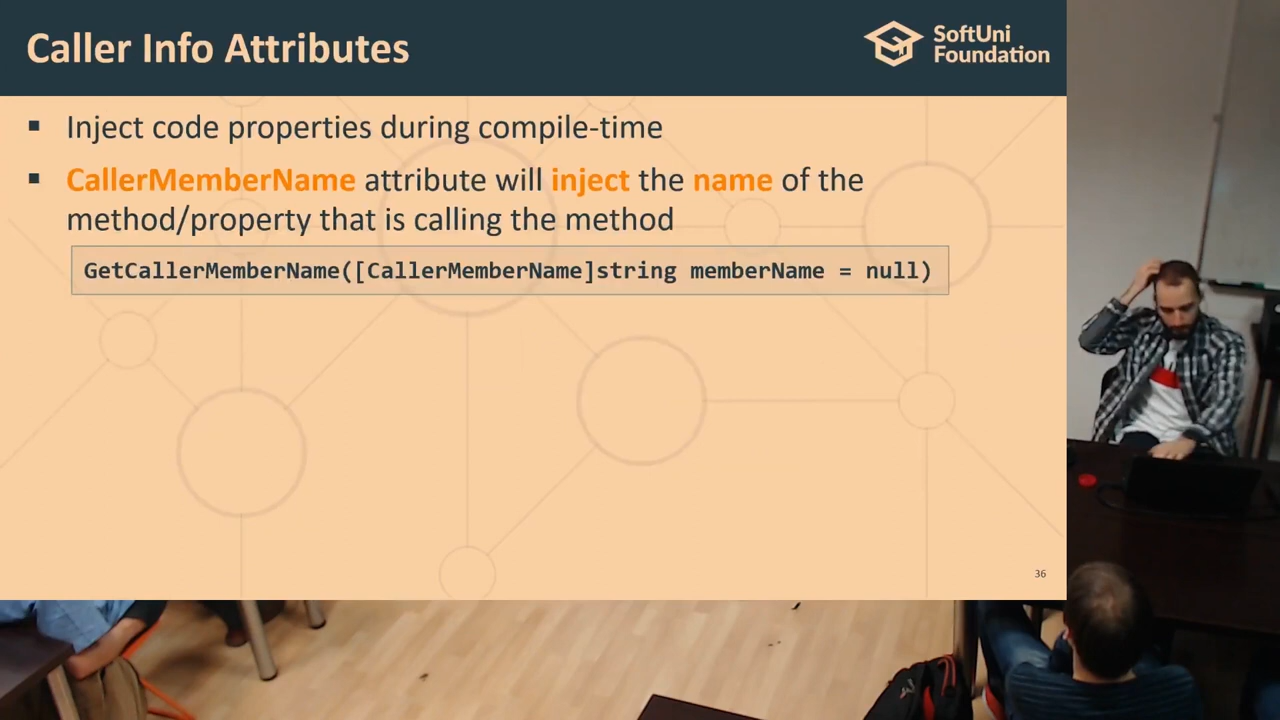 Caller Info Attributes
SoftUni
Foundation
Inject code properties during compile-time
CallerMemberName attribute will inject the name of the
method/property that is calling the method
GetCallerMemberName([CallerMemberName]string memberName = null)
36